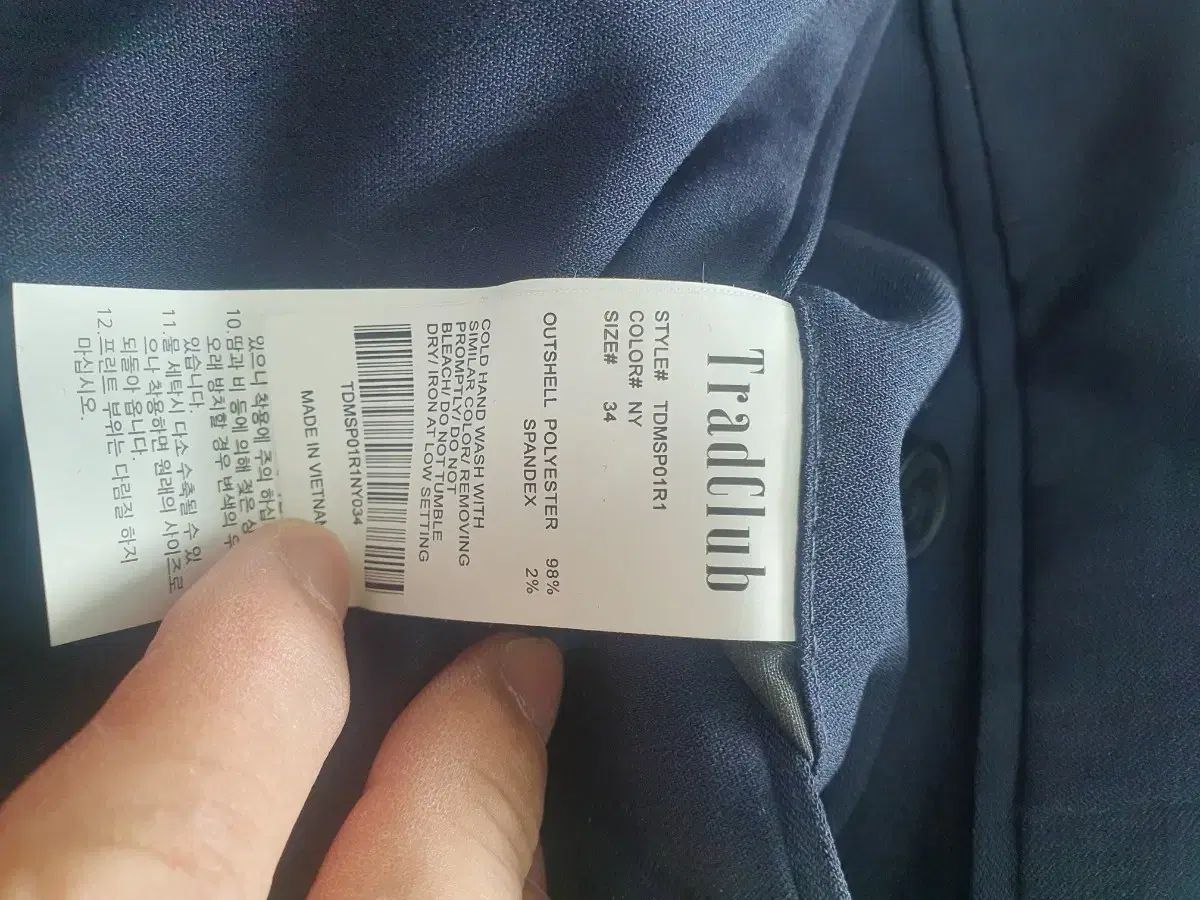 TradClub
STYLE# TDMSP01R1
COLOR# NY
SIZE# 34
OUTSHELL POLYESTER 98%
SPANDEX 2%
COLD HAND WASH WITH
SIMILAR COLOR/ REMOVING
PROMPTLY/ DO NOT
BLEACH/ DO NOT TUMBLE
DRY/ IRON AT LOW SETTING
TDMSP01R1NY034
MADE IN VIETNAM
있으니 착용에 주의 하십
10. 땀과 비 등에 의해 젖은 상
오래 방치할 경우 변색의 우
있습니다.
11. 물 세탁시 다소 수축될 수 있
으나 착용하면 원래의 사이즈로
되돌아 옵니다.
12. 프린트 부위는 다림질 하지
마십시오.